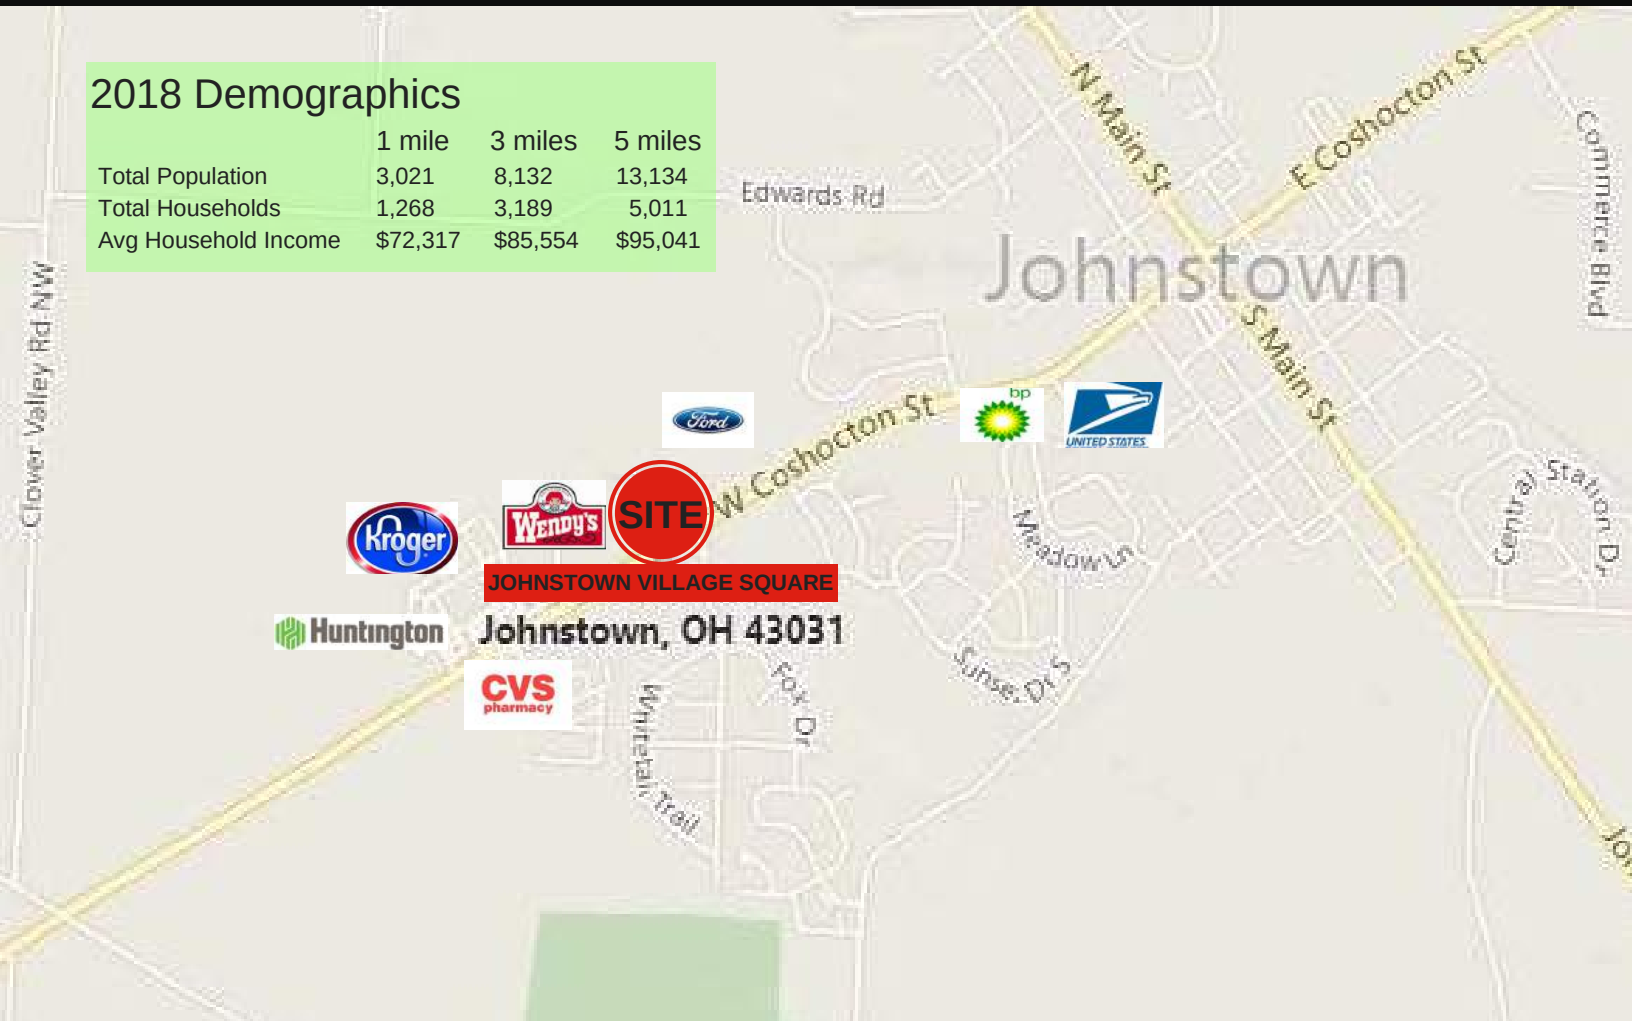 2018 Demographics
1 mile 3 miles 5 miles
Total Population 3,021 8,132 13,134
Total Households 1,268 3,189 5,011
Avg Household Income $72,317 $85,554 $95,041
N Main St
E Coshocton St
Commerce Blvd
Edwards Rd
Johnstown
Clover Valley Rd NW
S Main St
Ford
bp
UNITED STATES
W Coshocton St
Kroger
WENDY'S
SITE
Meadow Ln
Central Station Dr
JOHNSTOWN VILLAGE SQUARE
Huntington
Johnstown, OH 43031
CVS
pharmacy
Whitetail Trail
Fox Dr
Sunset Dr S